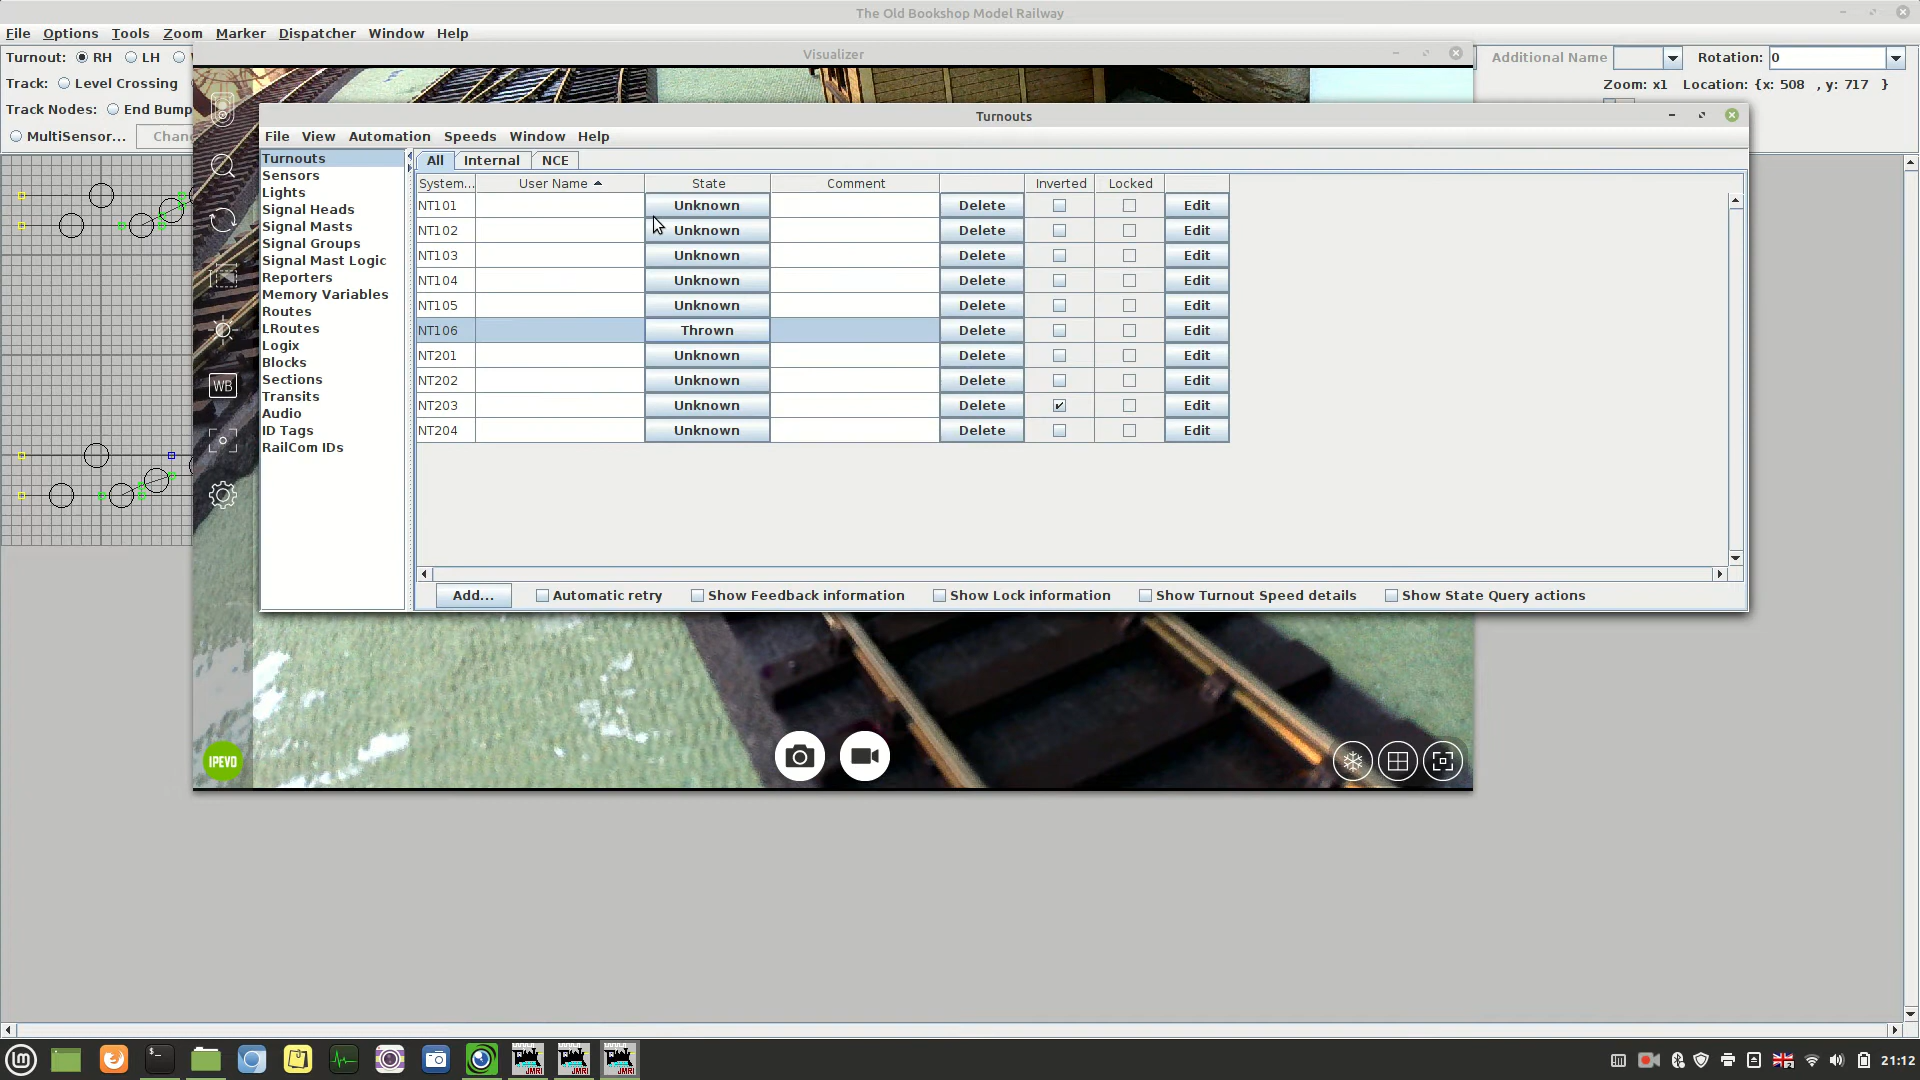 The Old Bookshop Model Railway
File Options Tools Zoom Marker Dispatcher Window Help
Turnout: RH LH
Visualizer
Additional Name Rotation: 0
Track: Level Crossing
Zoom: x1 Location: {x: 508 , y: 717 }
Track Nodes: End Bump
Turnouts
MultiSensor...
File View Automation Speeds Window Help
Turnouts
Sensors
Lights
Signal Heads
Signal Masts
Signal Groups
Signal Mast Logic
Reporters
Memory Variables
Routes
LRoutes
Logix
Blocks
Sections
Transits
Audio
ID Tags
RailCom IDs
All Internal NCE
System... User Name State Comment Inverted Locked
NT101 Unknown Delete Edit
NT102 Unknown Delete Edit
NT103 Unknown Delete Edit
NT104 Unknown Delete Edit
NT105 Unknown Delete Edit
NT106 Thrown Delete Edit
NT201 Unknown Delete Edit
NT202 Unknown Delete Edit
NT203 Unknown Delete Edit
NT204 Unknown Delete Edit
Add... Automatic retry Show Feedback information Show Lock information Show Turnout Speed details Show State Query actions
WB
IPEVO
JMRI JMRI JMRI
21:12